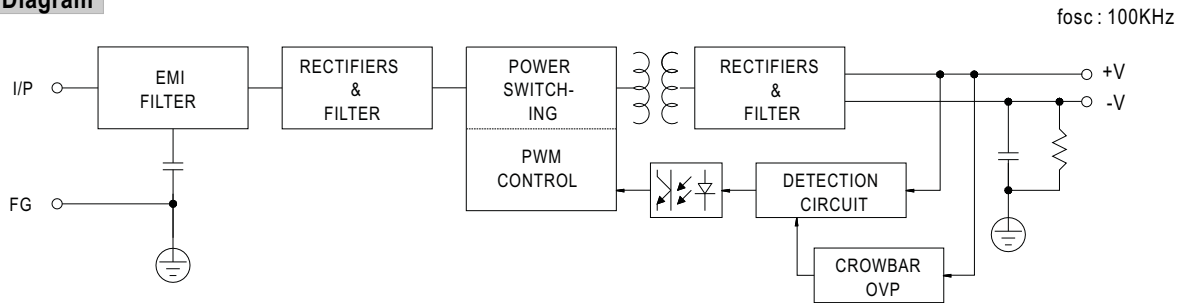 Diagram
fosc : 100KHz
I/P
EMI
FILTER
RECTIFIERS
&
FILTER
POWER
SWITCH-
ING
PWM
CONTROL
RECTIFIERS
&
FILTER
+V
-V
DETECTION
CIRCUIT
CROWBAR
OVP
FG